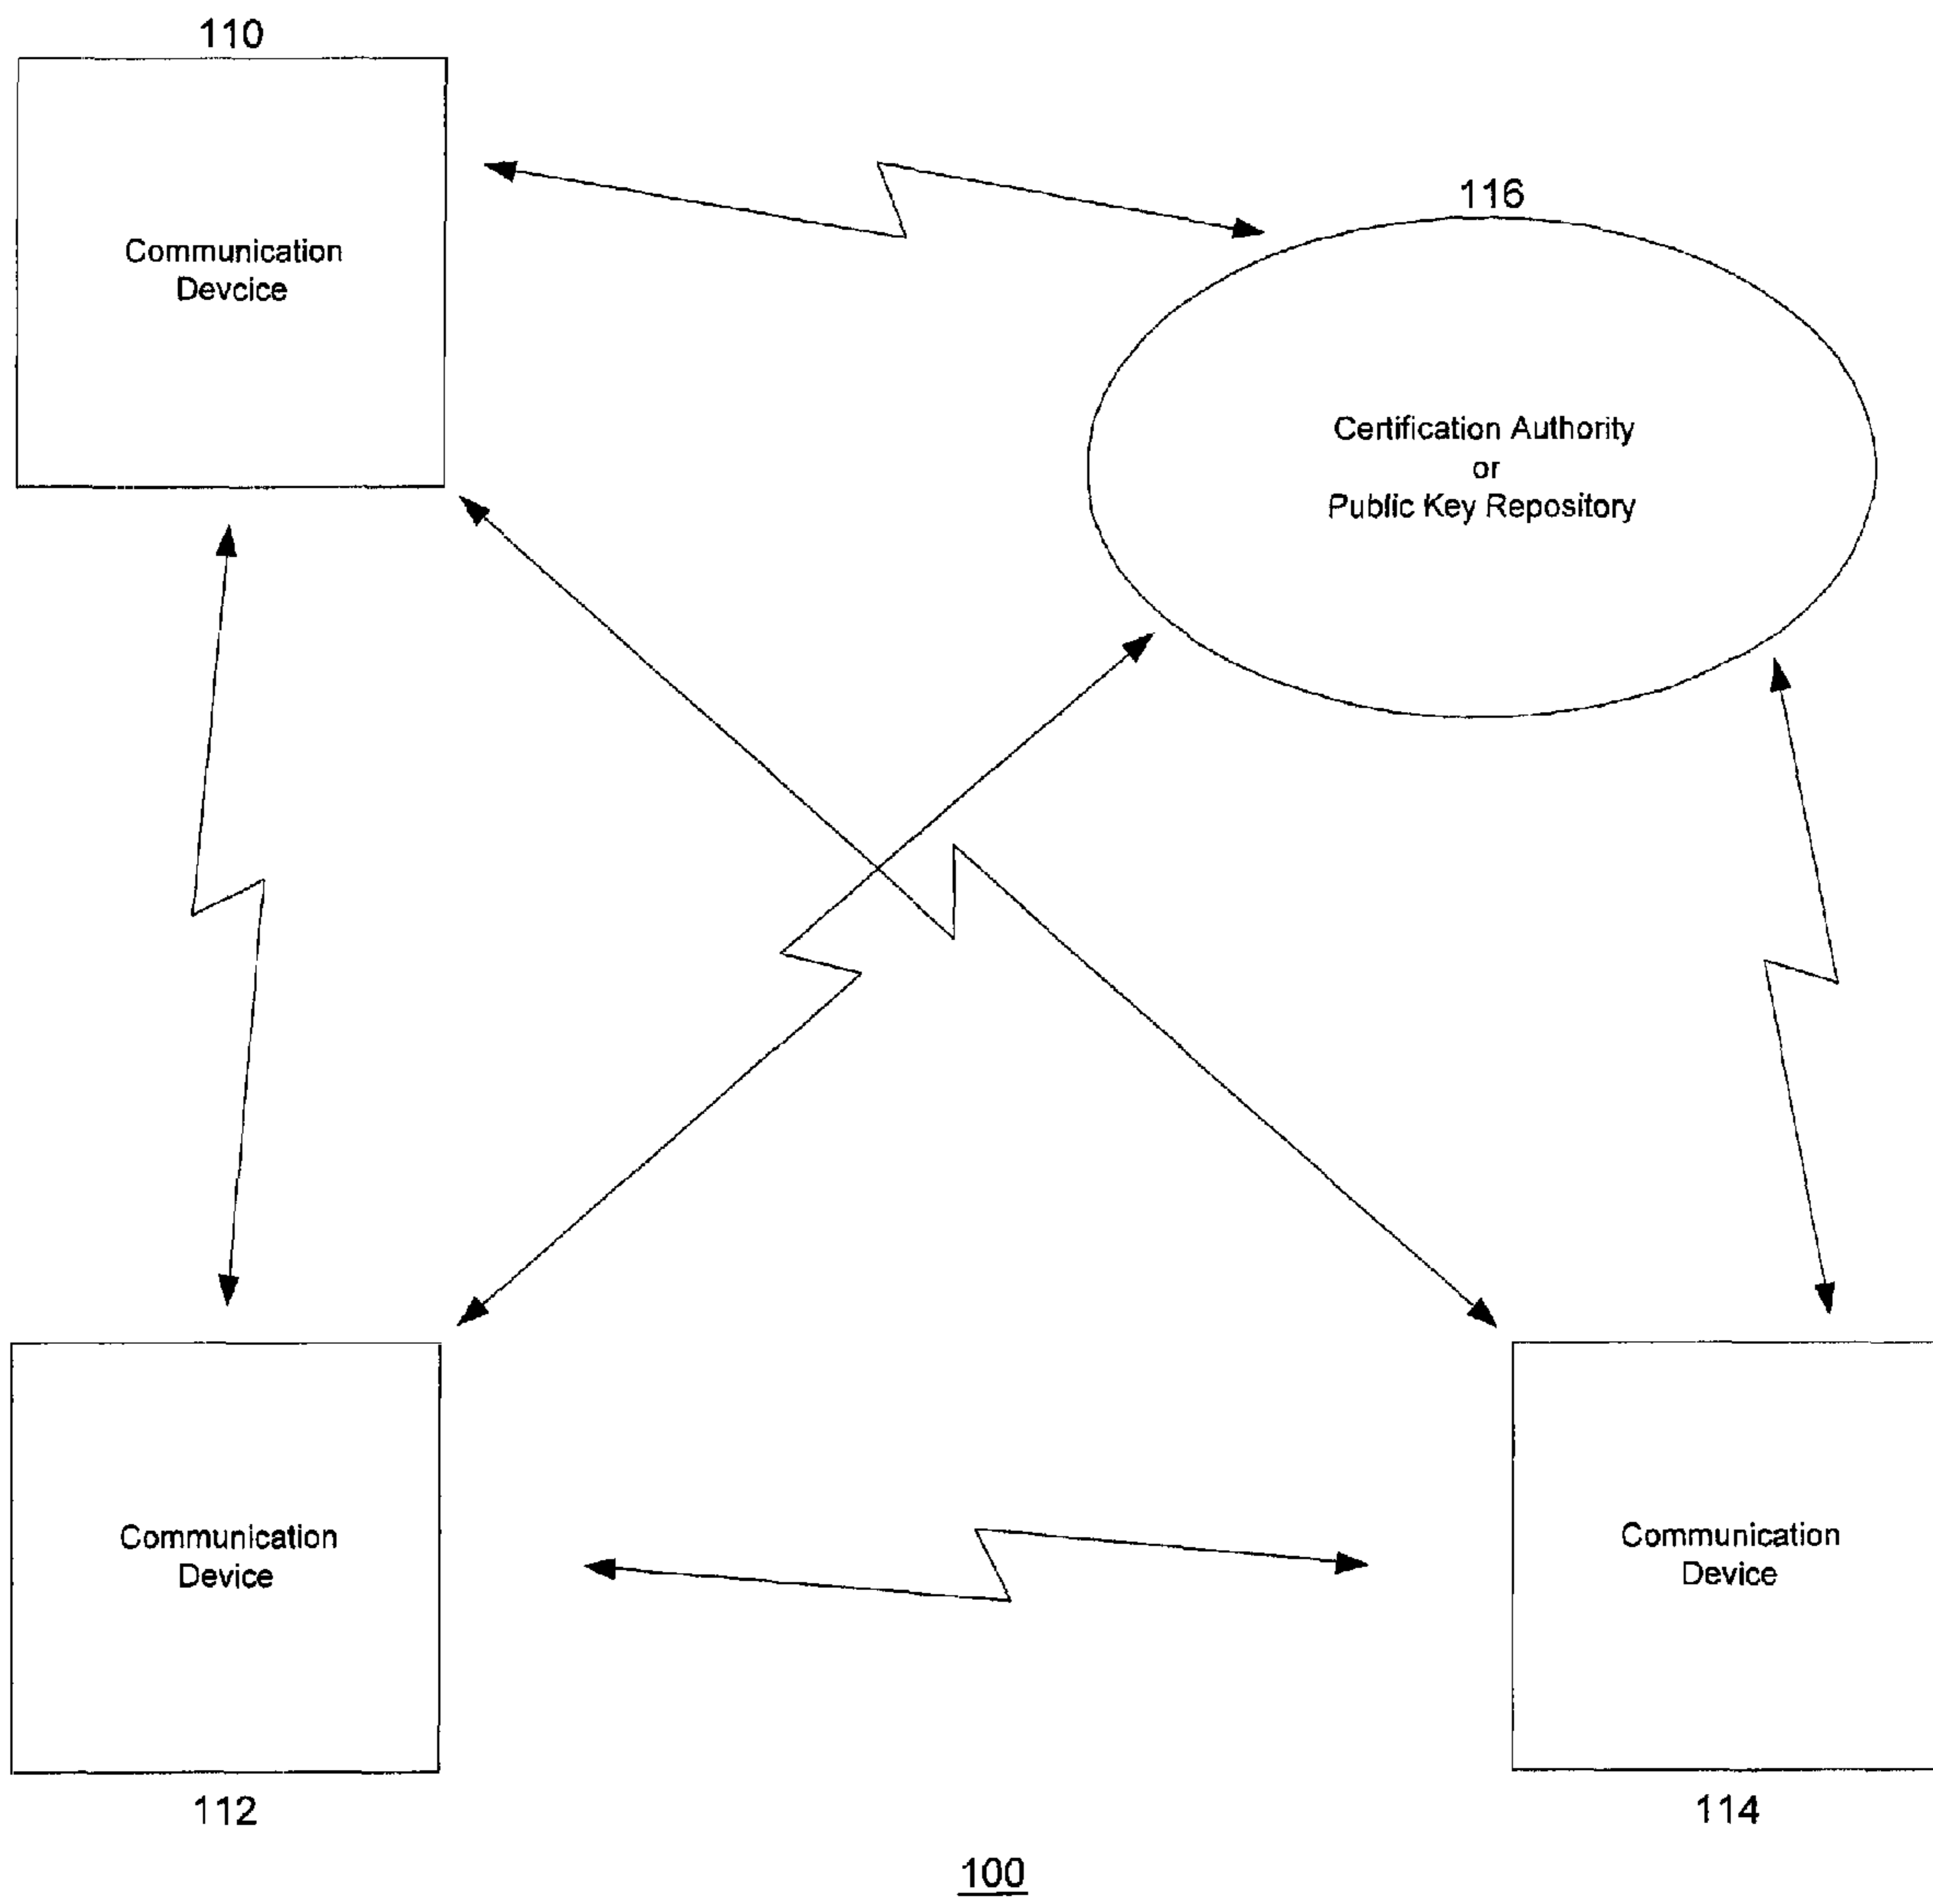 110
Communication
Devcice
116
Certification Authority
or
Public Key Repository
Communication
Device
112
Communication
Device
114
100